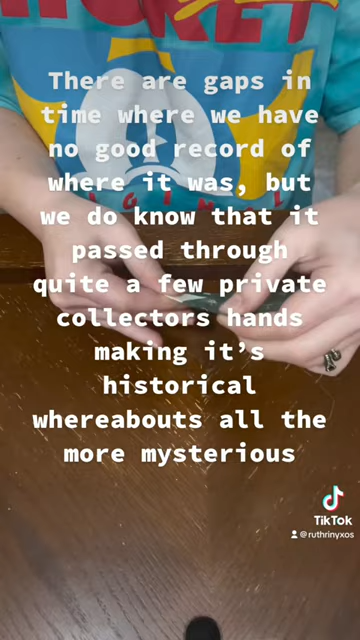 There are gaps in
time where we have
no good record of
where it was, but
we do know that it
passed through
quite a few private
collectors hands
making it’s
historical
whereabouts all the
more mysterious
TikTok
@ruthrinyxos